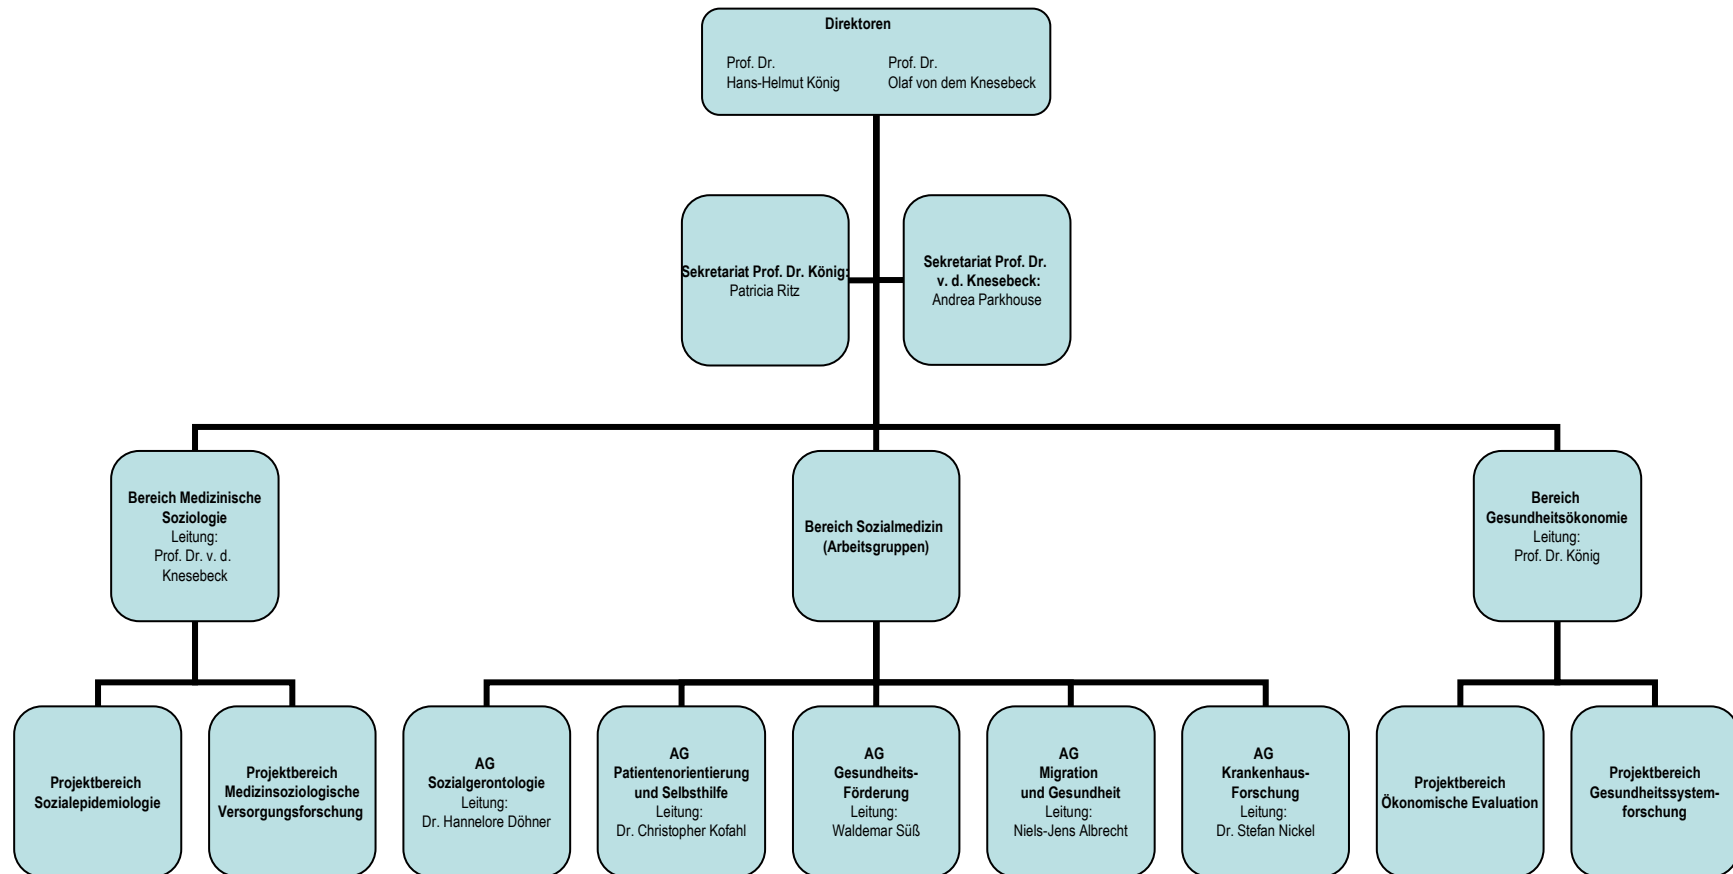 Direktoren
Prof. Dr.
Hans-Helmut König
Prof. Dr.
Olaf von dem Knesebeck
Sekretariat Prof. Dr. König:
Patricia Ritz
Sekretariat Prof. Dr.
v. d. Knesebeck:
Andrea Parkhouse
Bereich Medizinische
Soziologie
Leitung:
Prof. Dr. v. d.
Knesebeck
Bereich Sozialmedizin
(Arbeitsgruppen)
Bereich
Gesundheitsökonomie
Leitung:
Prof. Dr. König
Projektbereich
Sozialepidemiologie
Projektbereich
Medizinsoziologische
Versorgungsforschung
AG
Sozialgerontologie
Leitung:
Dr. Hannelore Döhner
AG
Patientenorientierung
und Selbsthilfe
Leitung:
Dr. Christopher Kofahl
AG
Gesundheits-
Förderung
Leitung:
Waldemar Süß
AG
Migration
und Gesundheit
Leitung:
Niels-Jens Albrecht
AG
Krankenhaus-
Forschung
Leitung:
Dr. Stefan Nickel
Projektbereich
Ökonomische Evaluation
Projektbereich
Gesundheitssystem-
forschung